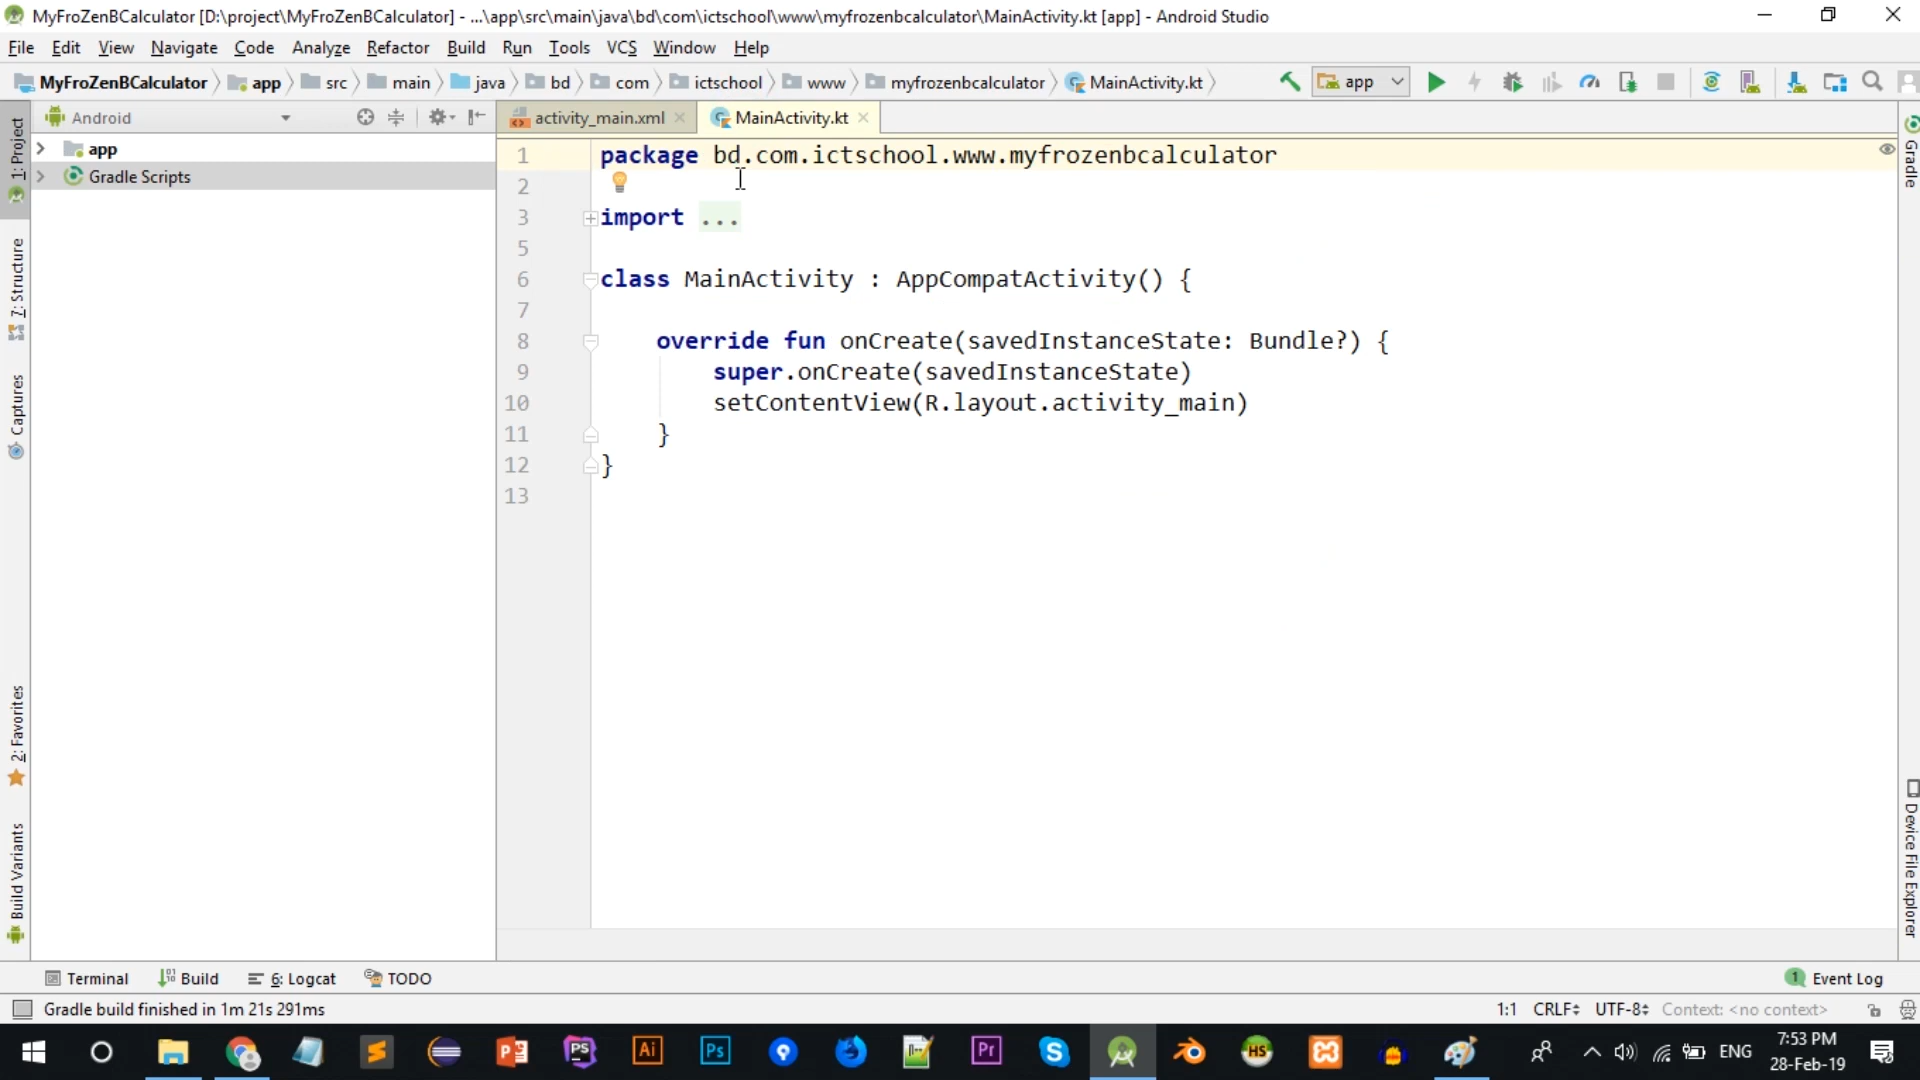 MyFroZenBCalculator [D:\project\MyFroZenBCalculator] - ...\app\src\main\java\bd\com\ictschool\www\myfrozenbcalculator\MainActivity.kt [app] - Android Studio
File Edit View Navigate Code Analyze Refactor Build Run Tools VCS Window Help
MyFroZenBCalculator app src main java bd com ictschool www myfrozenbcalculator MainActivity.kt app
Android activity_main.xml MainActivity.kt
1: Project
7: Structure
Captures
2: Favorites
Build Variants
app
Gradle Scripts
1 package bd.com.ictschool.www.myfrozenbcalculator
2
3 import ...
5
6 class MainActivity : AppCompatActivity() {
7
8 override fun onCreate(savedInstanceState: Bundle?) {
9 super.onCreate(savedInstanceState)
10 setContentView(R.layout.activity_main)
11 }
12 }
13
Gradle
Device File Explorer
Terminal Build 6: Logcat TODO 1 Event Log
Gradle build finished in 1m 21s 291ms 1:1 CRLF UTF-8 Context: <no context>
PS Ai Ps Pr HS ENG 7:53 PM
28-Feb-19